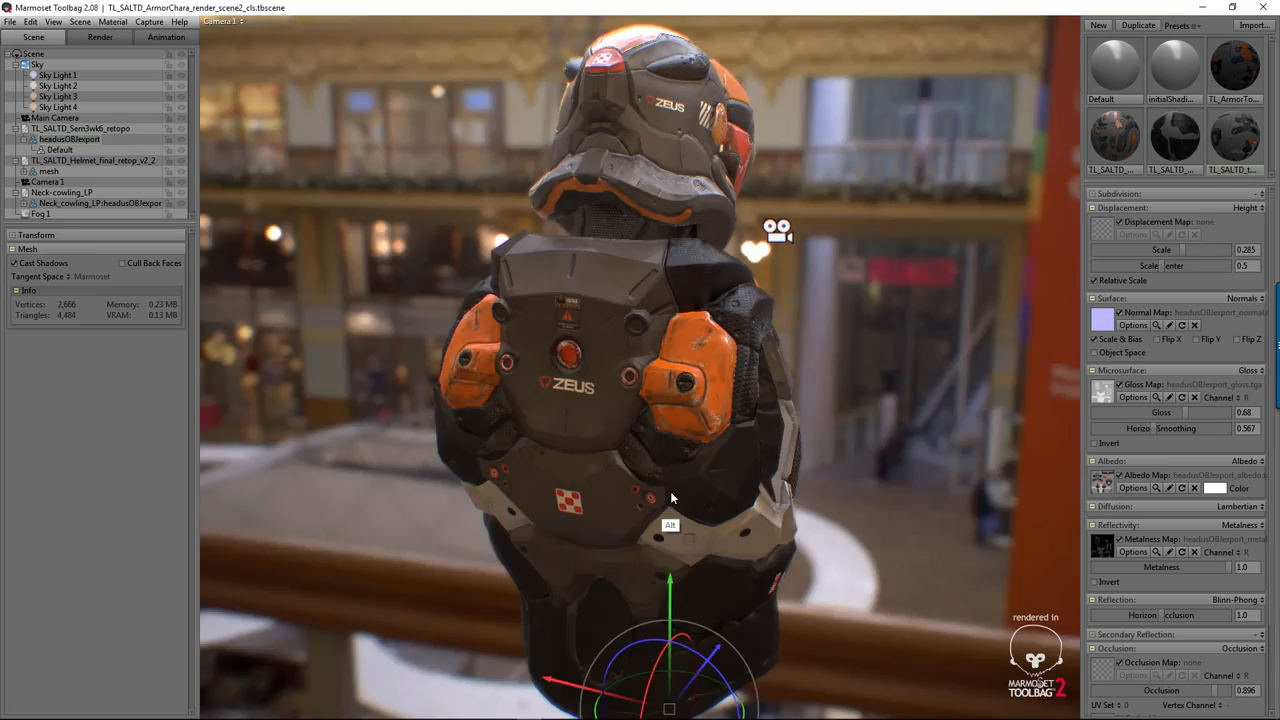 Marmoset Toolbag 2.08 | TL_SALTD_ArmorChara_render_scene2_cls.tbscene
File Edit View Scene Material Capture Help
Camera 1
New Duplicate Presets Import...
Scene Render Animation
Scene
Sky
Sky Light 1
Sky Light 2
Sky Light 3
Sky Light 4
Main Camera
TL_SALTD_Sem3wk6_retopo
headusOBJexport
Default
TL_SALTD_Helmet_final_retop_v2_2
mesh
Camera 1
Neck-cowling_LP
Neck_cowling_LP:headusOBJexpor
Fog 1
Transform
Mesh
Cast Shadows Cull Back Faces
Tangent Space Marmoset
Info
Vertices: 2,666 Memory: 0.23 MB
Triangles: 4,484 VRAM: 0.13 MB
ZEUS
ZEUS
Alt
rendered in
MARMOSET
TOOLBAG 2
Default initialShadi... TL_ArmorTo...
TL_SALTD_... TL_SALTD_... TL_SALTD_t...
Subdivision: -
Displacement: Height
Displacement Map: none
Options
Scale 0.285
Scale enter 0.5
Relative Scale
Surface: Normals
Normal Map: headusOBJexport_normal
Options
Scale & Bias Flip X Flip Y Flip Z
Object Space
Microsurface: Gloss
Gloss Map: headusOBJexport_gloss.tga
Options Channel R
Gloss 0.68
Horizo Smoothing 0.567
Invert
Albedo: Albedo
Albedo Map: headusOBJexport_albedo.t
Options Color
Diffusion: Lambertian
Reflectivity: Metalness
Metalness Map: headusOBJexport_metal
Options Channel R
Metalness 1.0
Invert
Reflection: Blinn-Phong
Horizon cclusion 1.0
Secondary Reflection: -
Occlusion: Occlusion
Occlusion Map: none
Options Channel R
Occlusion 0.896
UV Set 0 Vertex Channel -